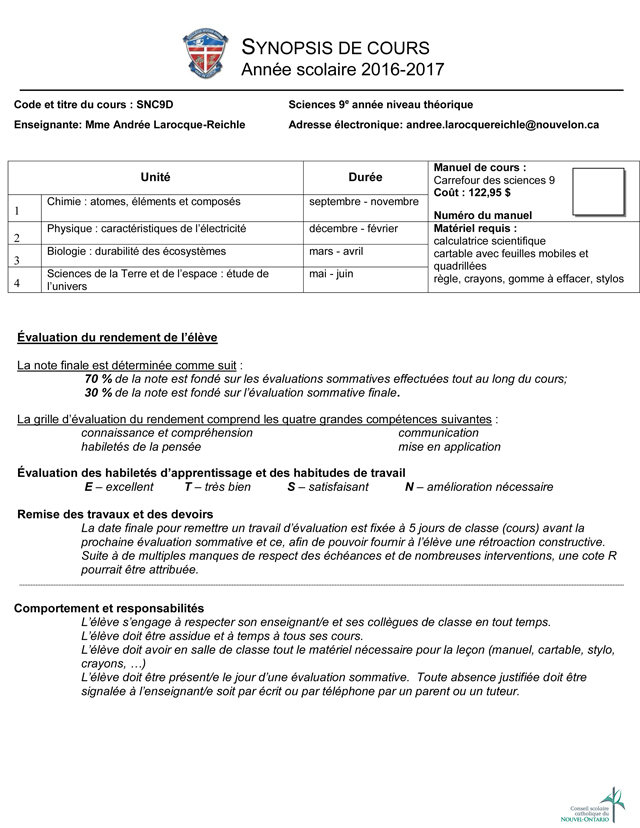 SYNOPSIS DE COURS
Année scolaire 2016-2017
Code et titre du cours : SNC9D
Sciences 9e année niveau théorique
Enseignante: Mme Andrée Larocque-Reichle
Adresse électronique: andree.larocquereichle@nouvelon.ca
Unité
Durée
1
Chimie : atomes, éléments et composés
septembre - novembre
2
Physique : caractéristiques de l’électricité
décembre - février
3
Biologie : durabilité des écosystèmes
mars - avril
4
Sciences de la Terre et de l’espace : étude de
l’univers
mai - juin
Manuel de cours :
Carrefour des sciences 9
Coût : 122,95 $
Numéro du manuel
Matériel requis :
calculatrice scientifique
cartable avec feuilles mobiles et
quadrillées
règle, crayons, gomme à effacer, stylos
Évaluation du rendement de l’élève
La note finale est déterminée comme suit :
70 % de la note est fondé sur les évaluations sommatives effectuées tout au long du cours;
30 % de la note est fondé sur l’évaluation sommative finale.
La grille d’évaluation du rendement comprend les quatre grandes compétences suivantes :
connaissance et compréhension
communication
habiletés de la pensée
mise en application
Évaluation des habiletés d’apprentissage et des habitudes de travail
E – excellent T – très bien S – satisfaisant N – amélioration nécessaire
Remise des travaux et des devoirs
La date finale pour remettre un travail d’évaluation est fixée à 5 jours de classe (cours) avant la
prochaine évaluation sommative et ce, afin de pouvoir fournir à l’élève une rétroaction constructive.
Suite à de multiples manques de respect des échéances et de nombreuses interventions, une cote R
pourrait être attribuée.
Comportement et responsabilités
L’élève s’engage à respecter son enseignant/e et ses collègues de classe en tout temps.
L’élève doit être assidue et à temps à tous ses cours.
L’élève doit avoir en salle de classe tout le matériel nécessaire pour la leçon (manuel, cartable, stylo,
crayons, …)
L’élève doit être présent/e le jour d’une évaluation sommative. Toute absence justifiée doit être
signalée à l’enseignant/e soit par écrit ou par téléphone par un parent ou un tuteur.
Conseil scolaire
catholique du
NOUVEL-ONTARIO